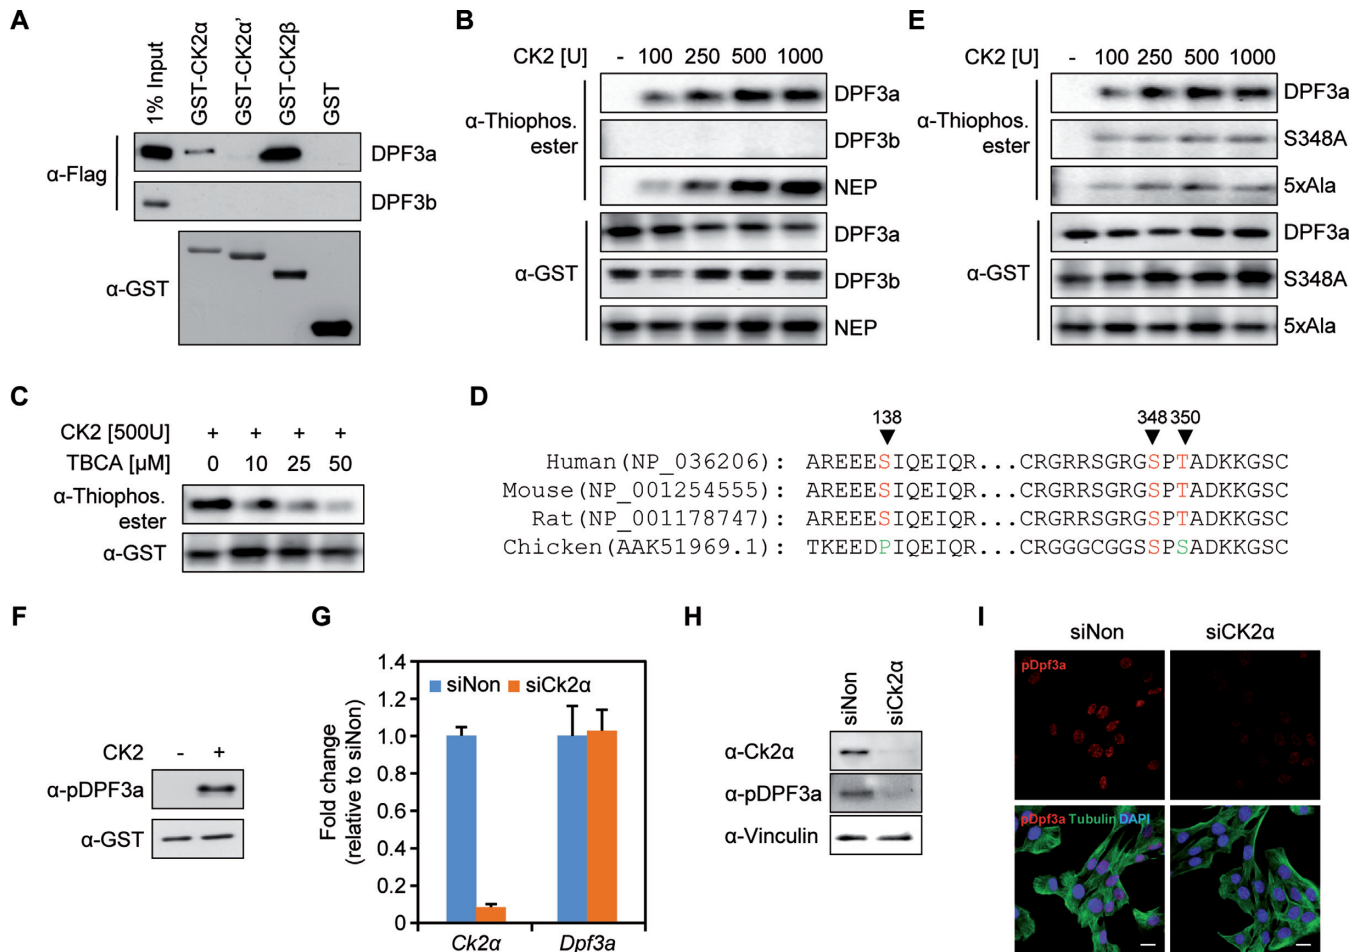 A
1% Input
GST-CK2α
GST-CK2α'
GST-CK2β
GST
α-Flag
DPF3a
DPF3b
α-GST
B
CK2 [U] - 100 250 500 1000
α-Thiophos.
ester
DPF3a
DPF3b
NEP
α-GST
DPF3a
DPF3b
NEP
E
CK2 [U] - 100 250 500 1000
α-Thiophos.
ester
DPF3a
S348A
5xAla
α-GST
DPF3a
S348A
5xAla
C
CK2 [500U] + + + +
TBCA [µM] 0 10 25 50
α-Thiophos.
ester
α-GST
D
138 348 350
Human(NP_036206): AREEESIQEIQR...CRGRRSGRGSPTADKKGSC
Mouse(NP_001254555): AREEESIQEIQR...CRGRRSGRGSPTADKKGSC
Rat(NP_001178747): AREEESIQEIQR...CRGRRSGRGSPTADKKGSC
Chicken(AAK51969.1): TKEEDPIQEIQR...CRGGGCGGSSPSADKKGSC
F
CK2 - +
α-pDPF3a
α-GST
G
Fold change
(relative to siNon)
1.4
1.2
1.0
0.8
0.6
0.4
0.2
0
siNon siCk2α
Ck2α Dpf3a
H
siNon
siCk2α
α-Ck2α
α-pDPF3a
α-Vinculin
I
siNon siCK2α
pDpf3a
pDpf3a Tubulin DAPI